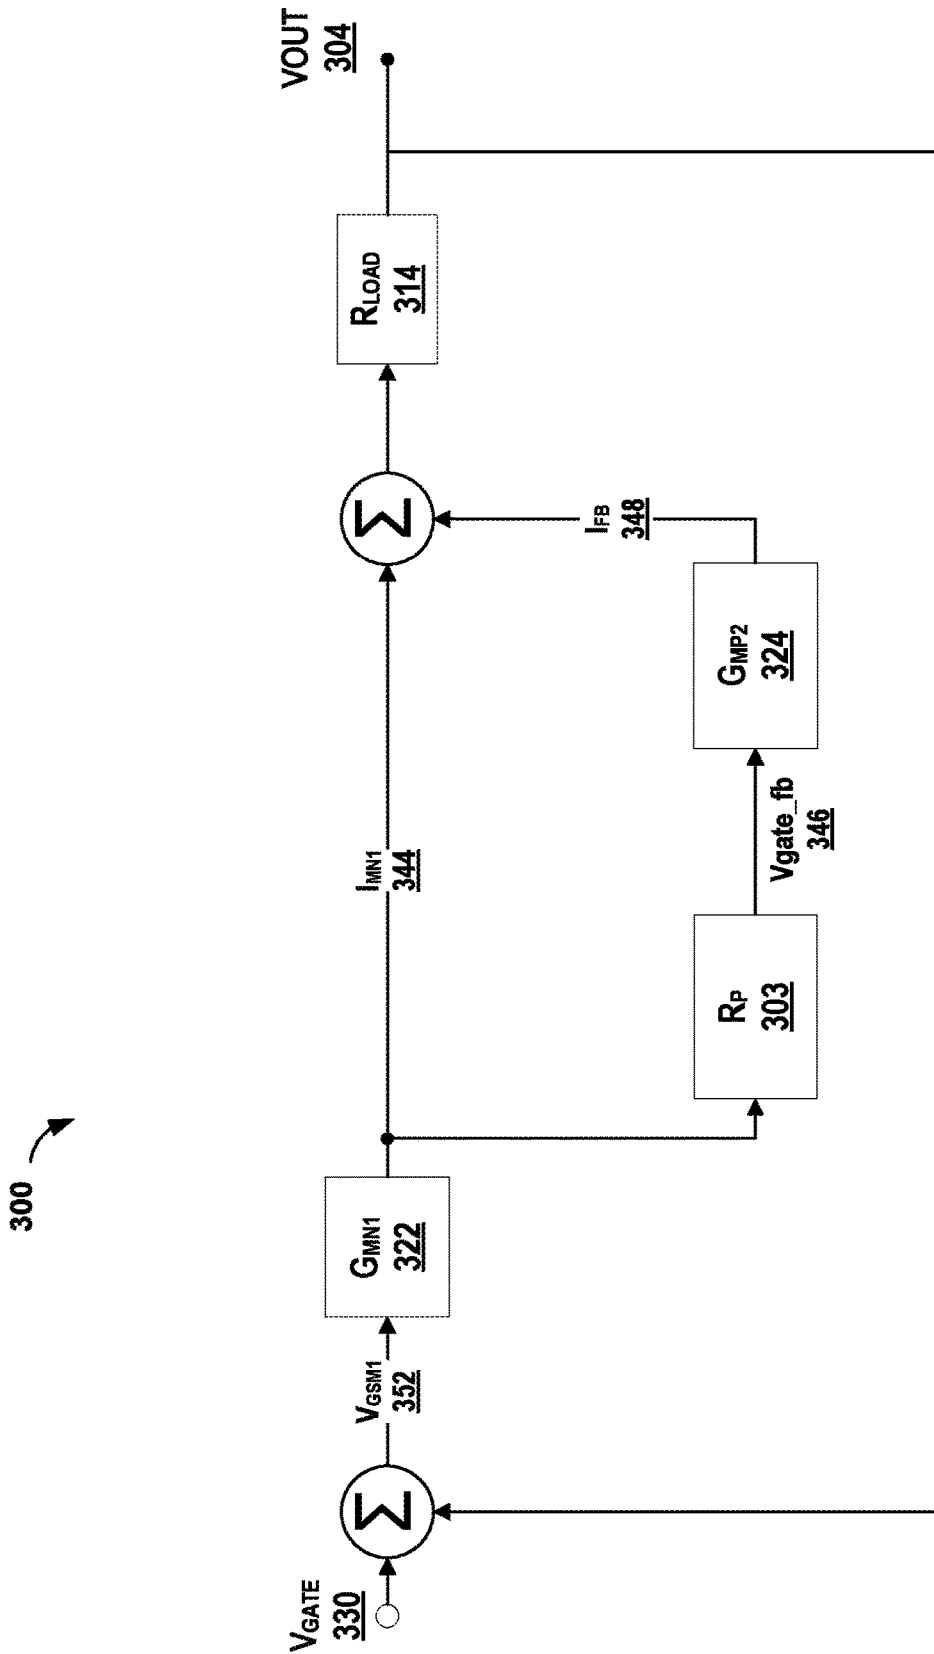 300
VGATE
330
Σ
VGSM1
352
GMN1
322
IMN1
344
RP
303
Vgate_fb
346
GMP2
324
IFB
348
Σ
RLOAD
314
VOUT
304